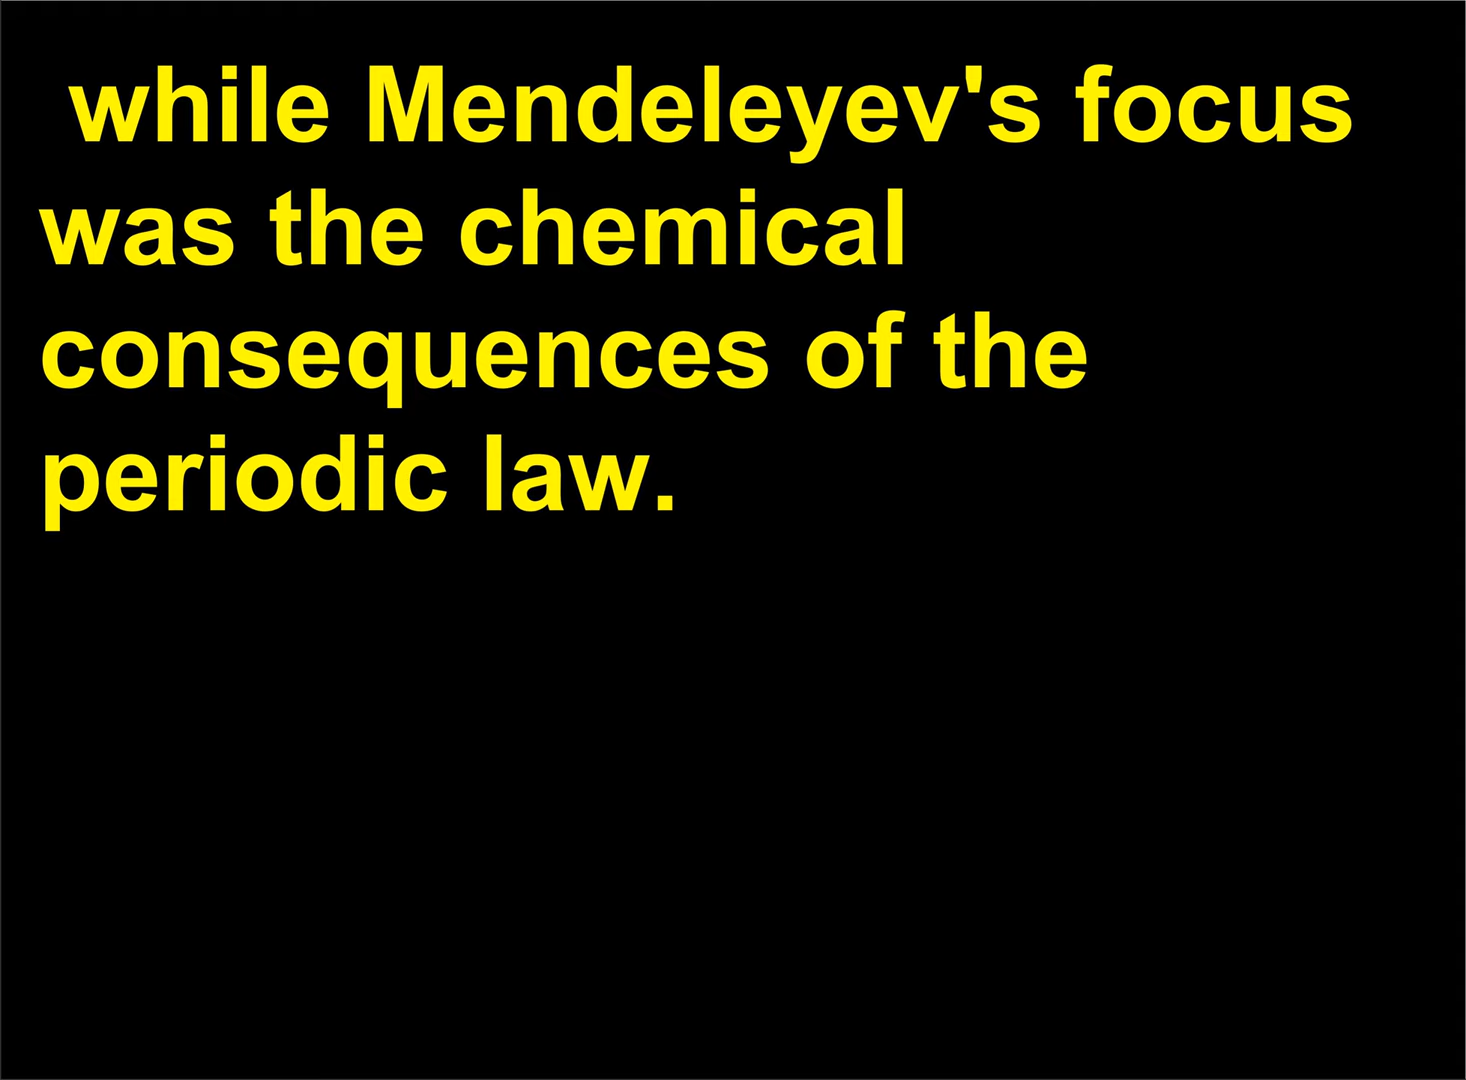 while Mendeleyev's focus
was the chemical
consequences of the
periodic law.